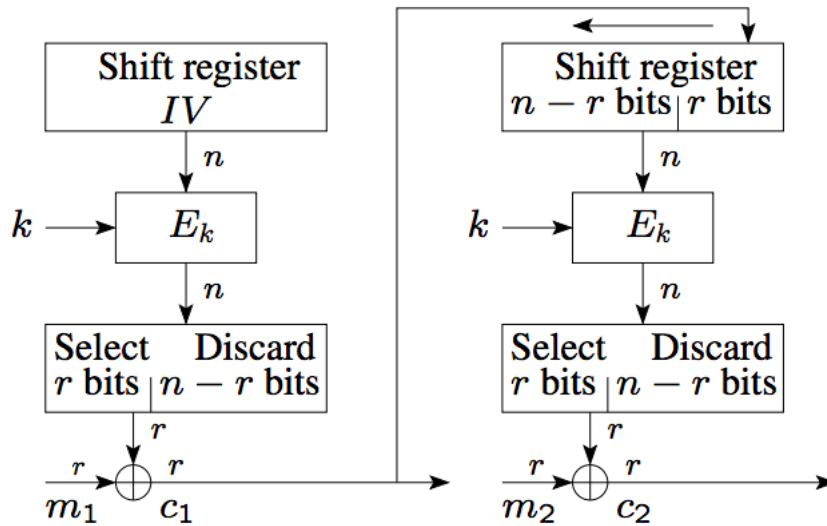 Shift register
IV
n
k
E_k
n
Select Discard
r bits n − r bits
r
r r
m_1 c_1
Shift register
n − r bits r bits
n
k
E_k
n
Select Discard
r bits n − r bits
r
r r
m_2 c_2